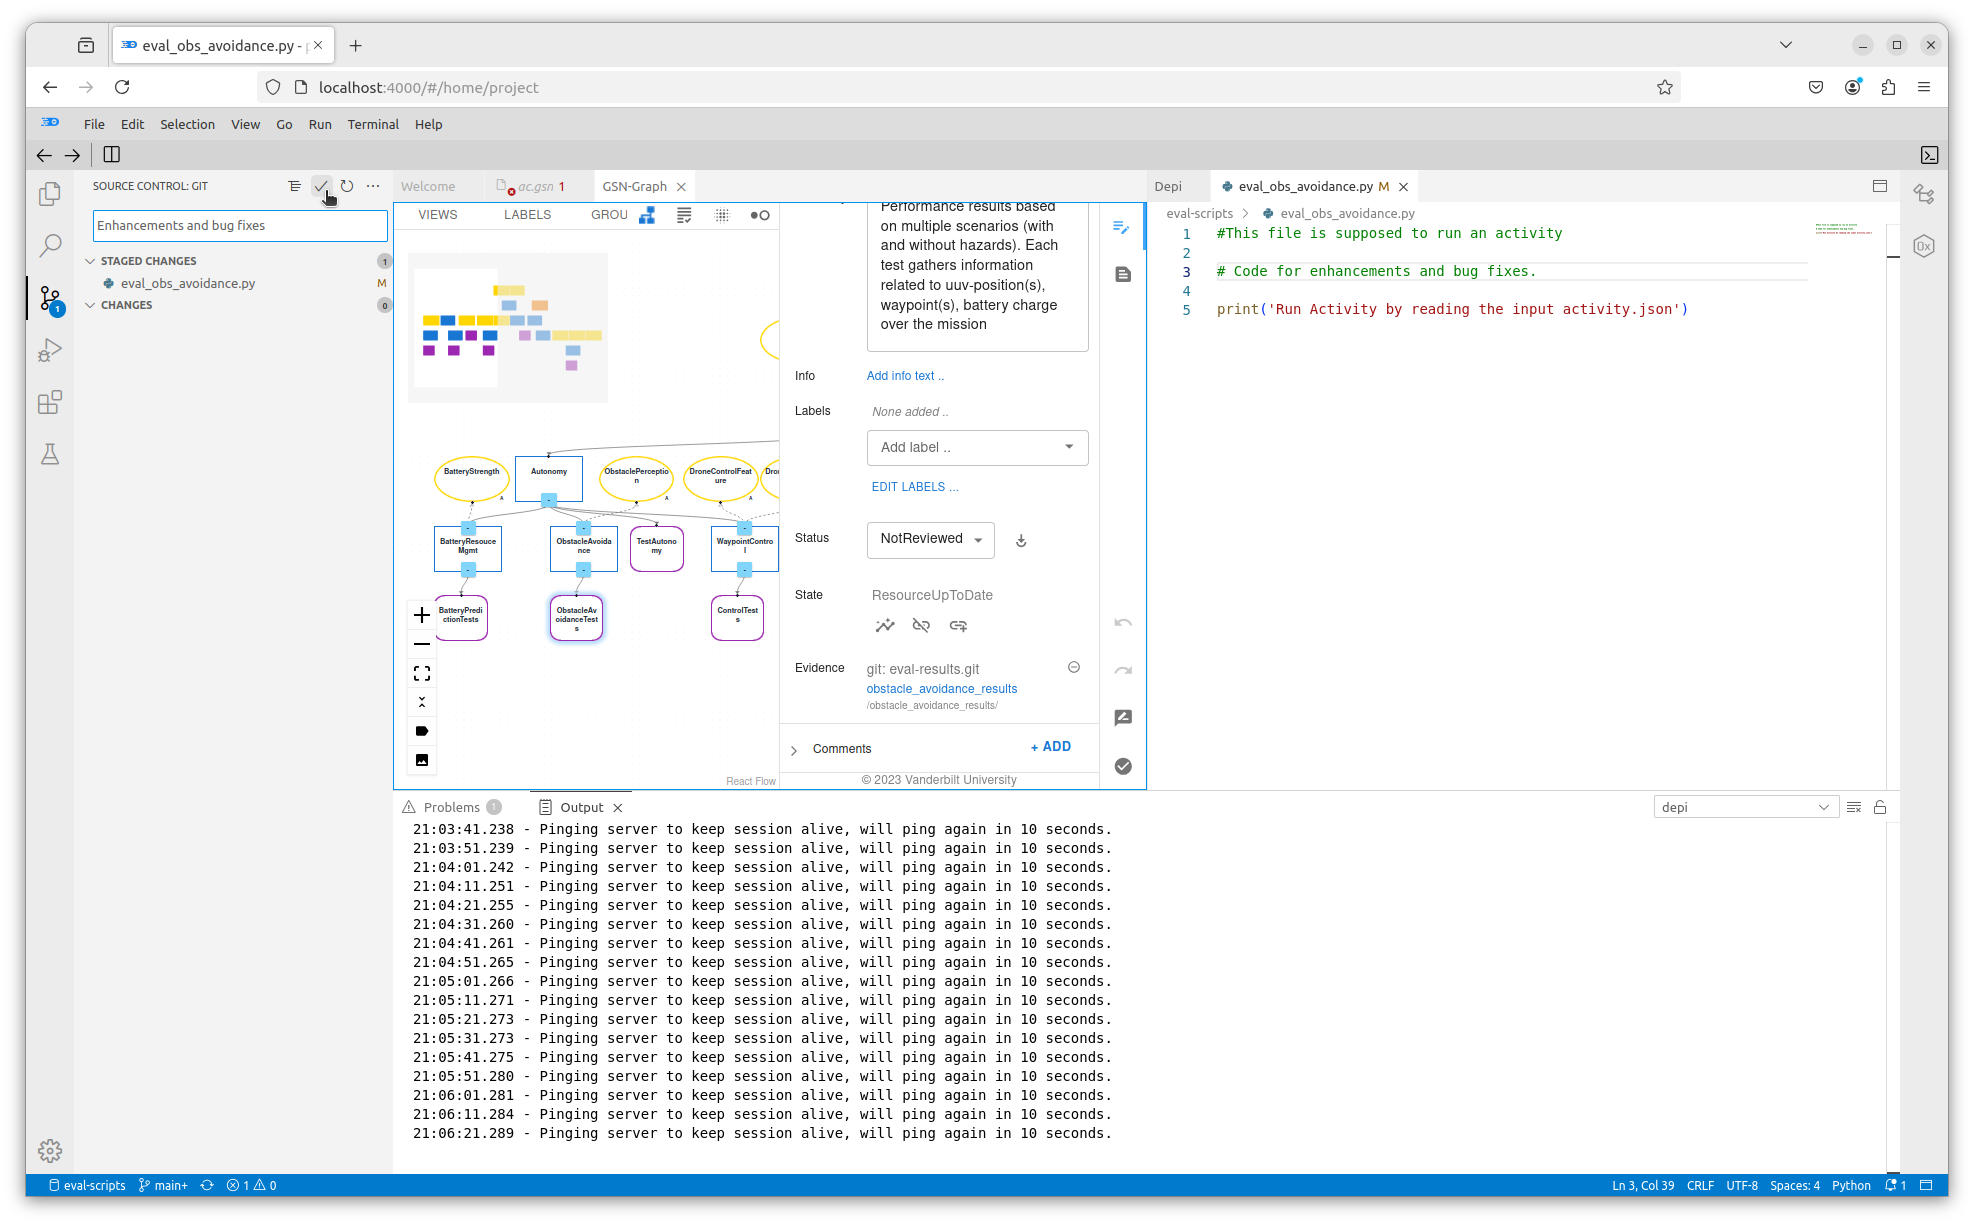 eval_obs_avoidance.py -
localhost:4000/#/home/project
File Edit Selection View Go Run Terminal Help
SOURCE CONTROL: GIT
Enhancements and bug fixes
STAGED CHANGES 1
eval_obs_avoidance.py M
CHANGES 0
1
Welcome ac.gsn 1 GSN-Graph
VIEWS LABELS GROU
BatteryStrength
A
Autonomy
-
ObstaclePerceptio
n
DroneControlFeat
ure
A
Dro
-
BatteryResouce
Mgmt
-
-
ObstacleAvoida
nce
-
TestAutono
my
-
WaypointContro
l
-
BatteryPredi
ctionTests
ObstacleAv
oidanceTest
s
ControlTest
s
React Flow
Performance results based
on multiple scenarios (with
and without hazards). Each
test gathers information
related to uuv-position(s),
waypoint(s), battery charge
over the mission
Info Add info text ..
Labels None added ..
Add label ..
EDIT LABELS ...
Status NotReviewed
State ResourceUpToDate
Evidence git: eval-results.git
obstacle_avoidance_results
/obstacle_avoidance_results/
Comments + ADD
© 2023 Vanderbilt University
Depi eval_obs_avoidance.py M
eval-scripts > eval_obs_avoidance.py
1 #This file is supposed to run an activity
2
3 # Code for enhancements and bug fixes.
4
5 print('Run Activity by reading the input activity.json')
Problems 1 Output
depi
21:03:41.238 - Pinging server to keep session alive, will ping again in 10 seconds.
21:03:51.239 - Pinging server to keep session alive, will ping again in 10 seconds.
21:04:01.242 - Pinging server to keep session alive, will ping again in 10 seconds.
21:04:11.251 - Pinging server to keep session alive, will ping again in 10 seconds.
21:04:21.255 - Pinging server to keep session alive, will ping again in 10 seconds.
21:04:31.260 - Pinging server to keep session alive, will ping again in 10 seconds.
21:04:41.261 - Pinging server to keep session alive, will ping again in 10 seconds.
21:04:51.265 - Pinging server to keep session alive, will ping again in 10 seconds.
21:05:01.266 - Pinging server to keep session alive, will ping again in 10 seconds.
21:05:11.271 - Pinging server to keep session alive, will ping again in 10 seconds.
21:05:21.273 - Pinging server to keep session alive, will ping again in 10 seconds.
21:05:31.273 - Pinging server to keep session alive, will ping again in 10 seconds.
21:05:41.275 - Pinging server to keep session alive, will ping again in 10 seconds.
21:05:51.280 - Pinging server to keep session alive, will ping again in 10 seconds.
21:06:01.281 - Pinging server to keep session alive, will ping again in 10 seconds.
21:06:11.284 - Pinging server to keep session alive, will ping again in 10 seconds.
21:06:21.289 - Pinging server to keep session alive, will ping again in 10 seconds.
eval-scripts main+ 1 0 Ln 3, Col 39 CRLF UTF-8 Spaces: 4 Python 1